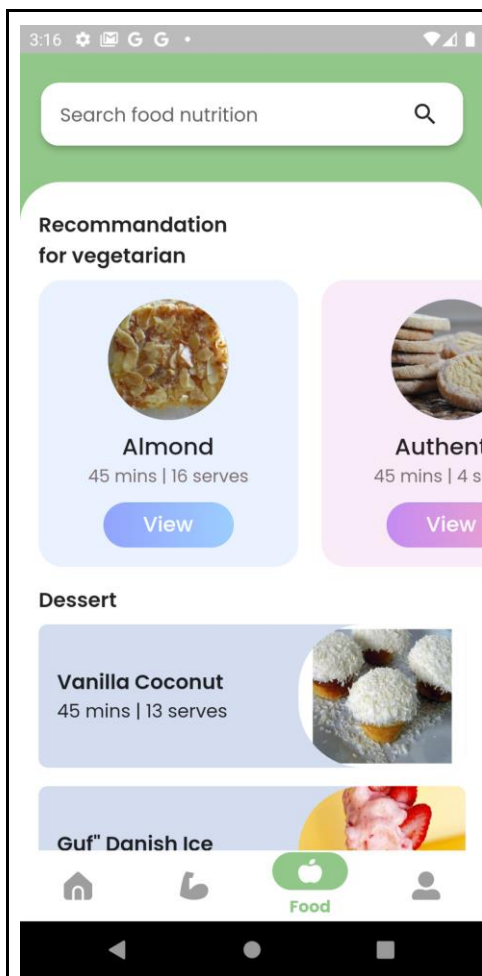 3:16 G G
Search food nutrition
Recommandation
for vegetarian
Almond
45 mins | 16 serves
View
Authent
45 mins | 4 s
View
Dessert
Vanilla Coconut
45 mins | 13 serves
Guf" Danish Ice
Food